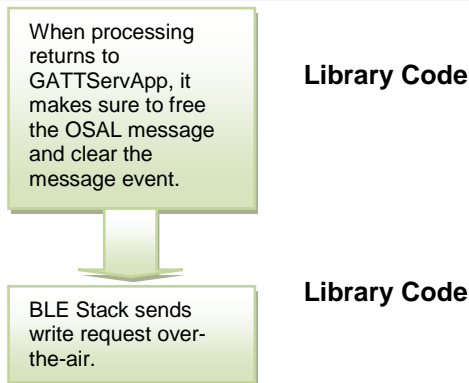 When processing
returns to
GATTServApp, it
makes sure to free
the OSAL message
and clear the
message event.
Library Code
BLE Stack sends
write request over-
the-air.
Library Code